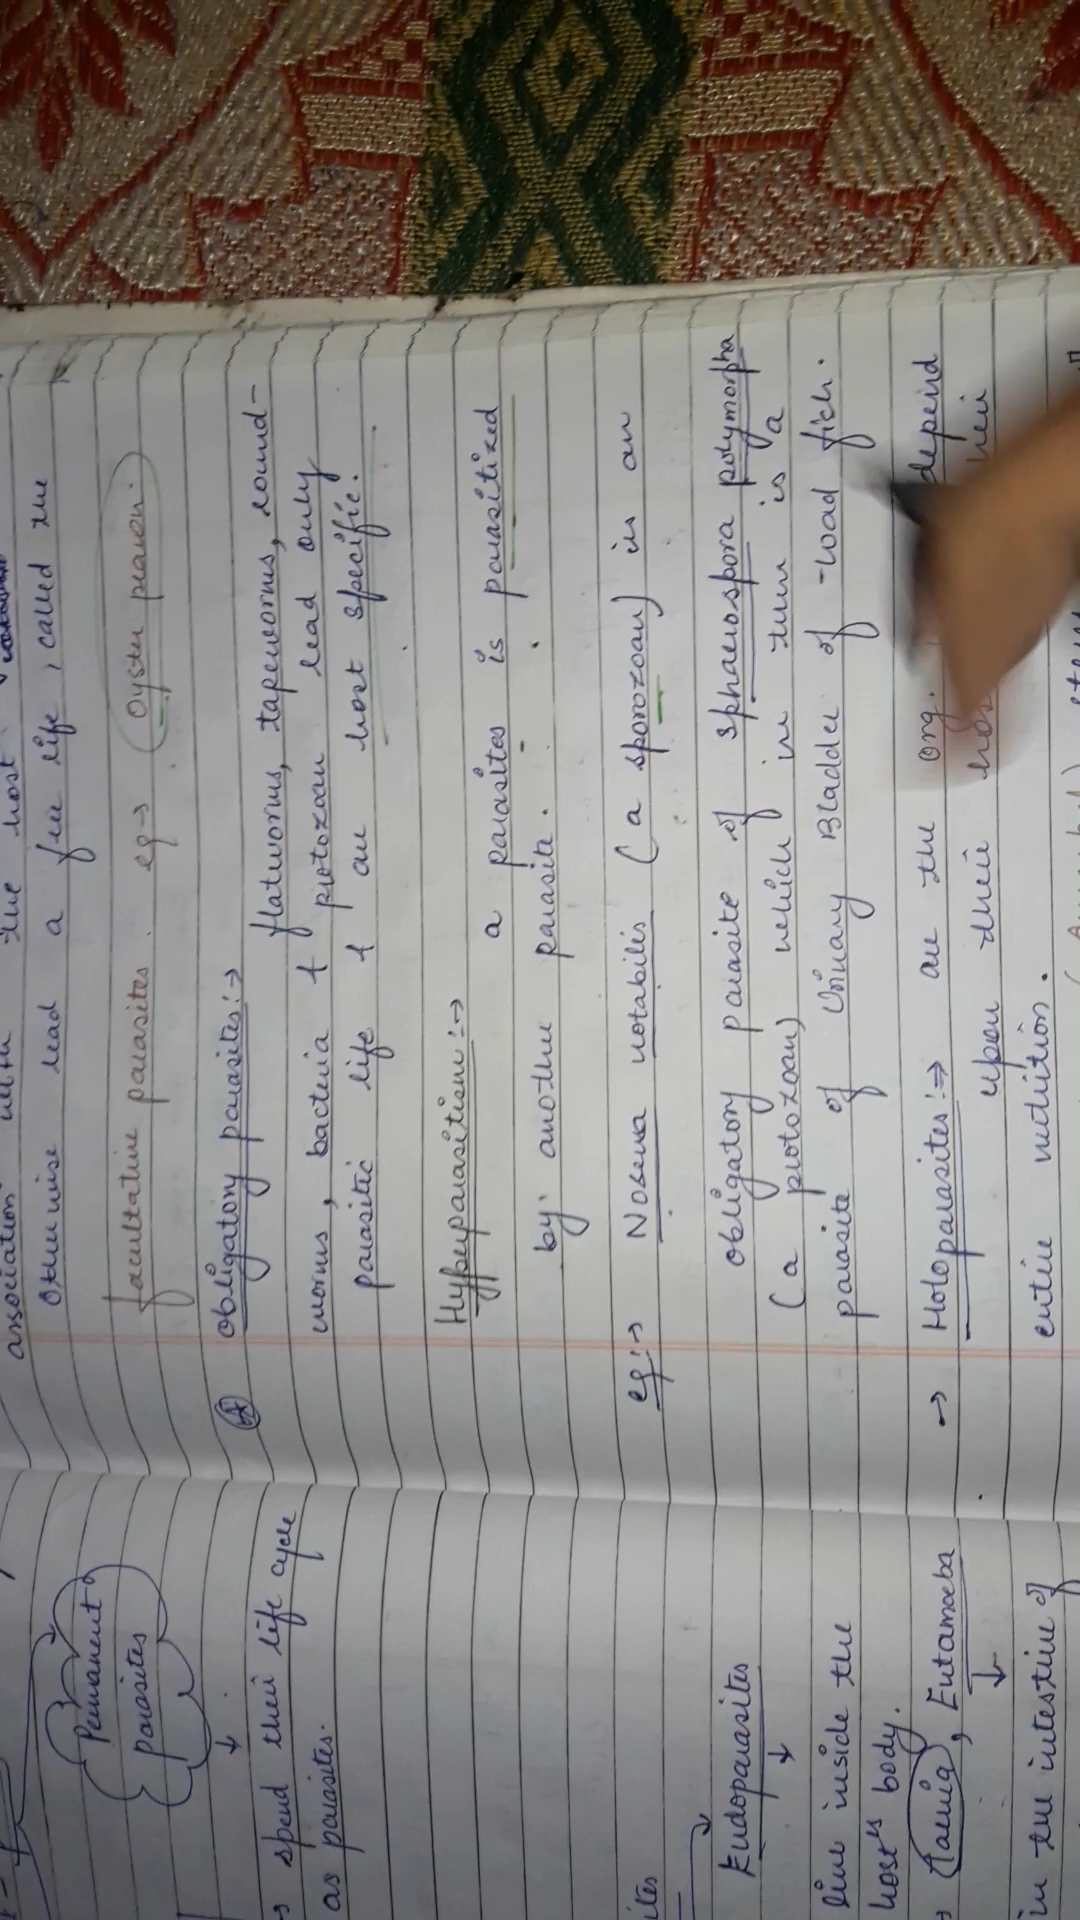 Permanent
parasites
→ spend their life cycle
as parasites.
Endoparasites
live inside the
host's body.
→ Taenia, Entamoeba
in the intestine of
association with the host
Otherwise lead a free life, called the
facultative parasites. eg → (Oyster
Obligatory parasites :→ flatworms, tapeworms, round-
worms, bacteria & protozoan lead only
parasitic life & are host specific.
Hyperparasitism :→
a parasites is parasitized
by another parasite.
eg :→ Nosema notabilis (a sporozoan) is an
obligatory parasite of sphaerospora polymorpha
(a protozoan) which in turn is a
parasite of Urinary Bladder of -toad fich.
→ Holoparasites :⇒ are the org. depend
upon their
entire nutrition.